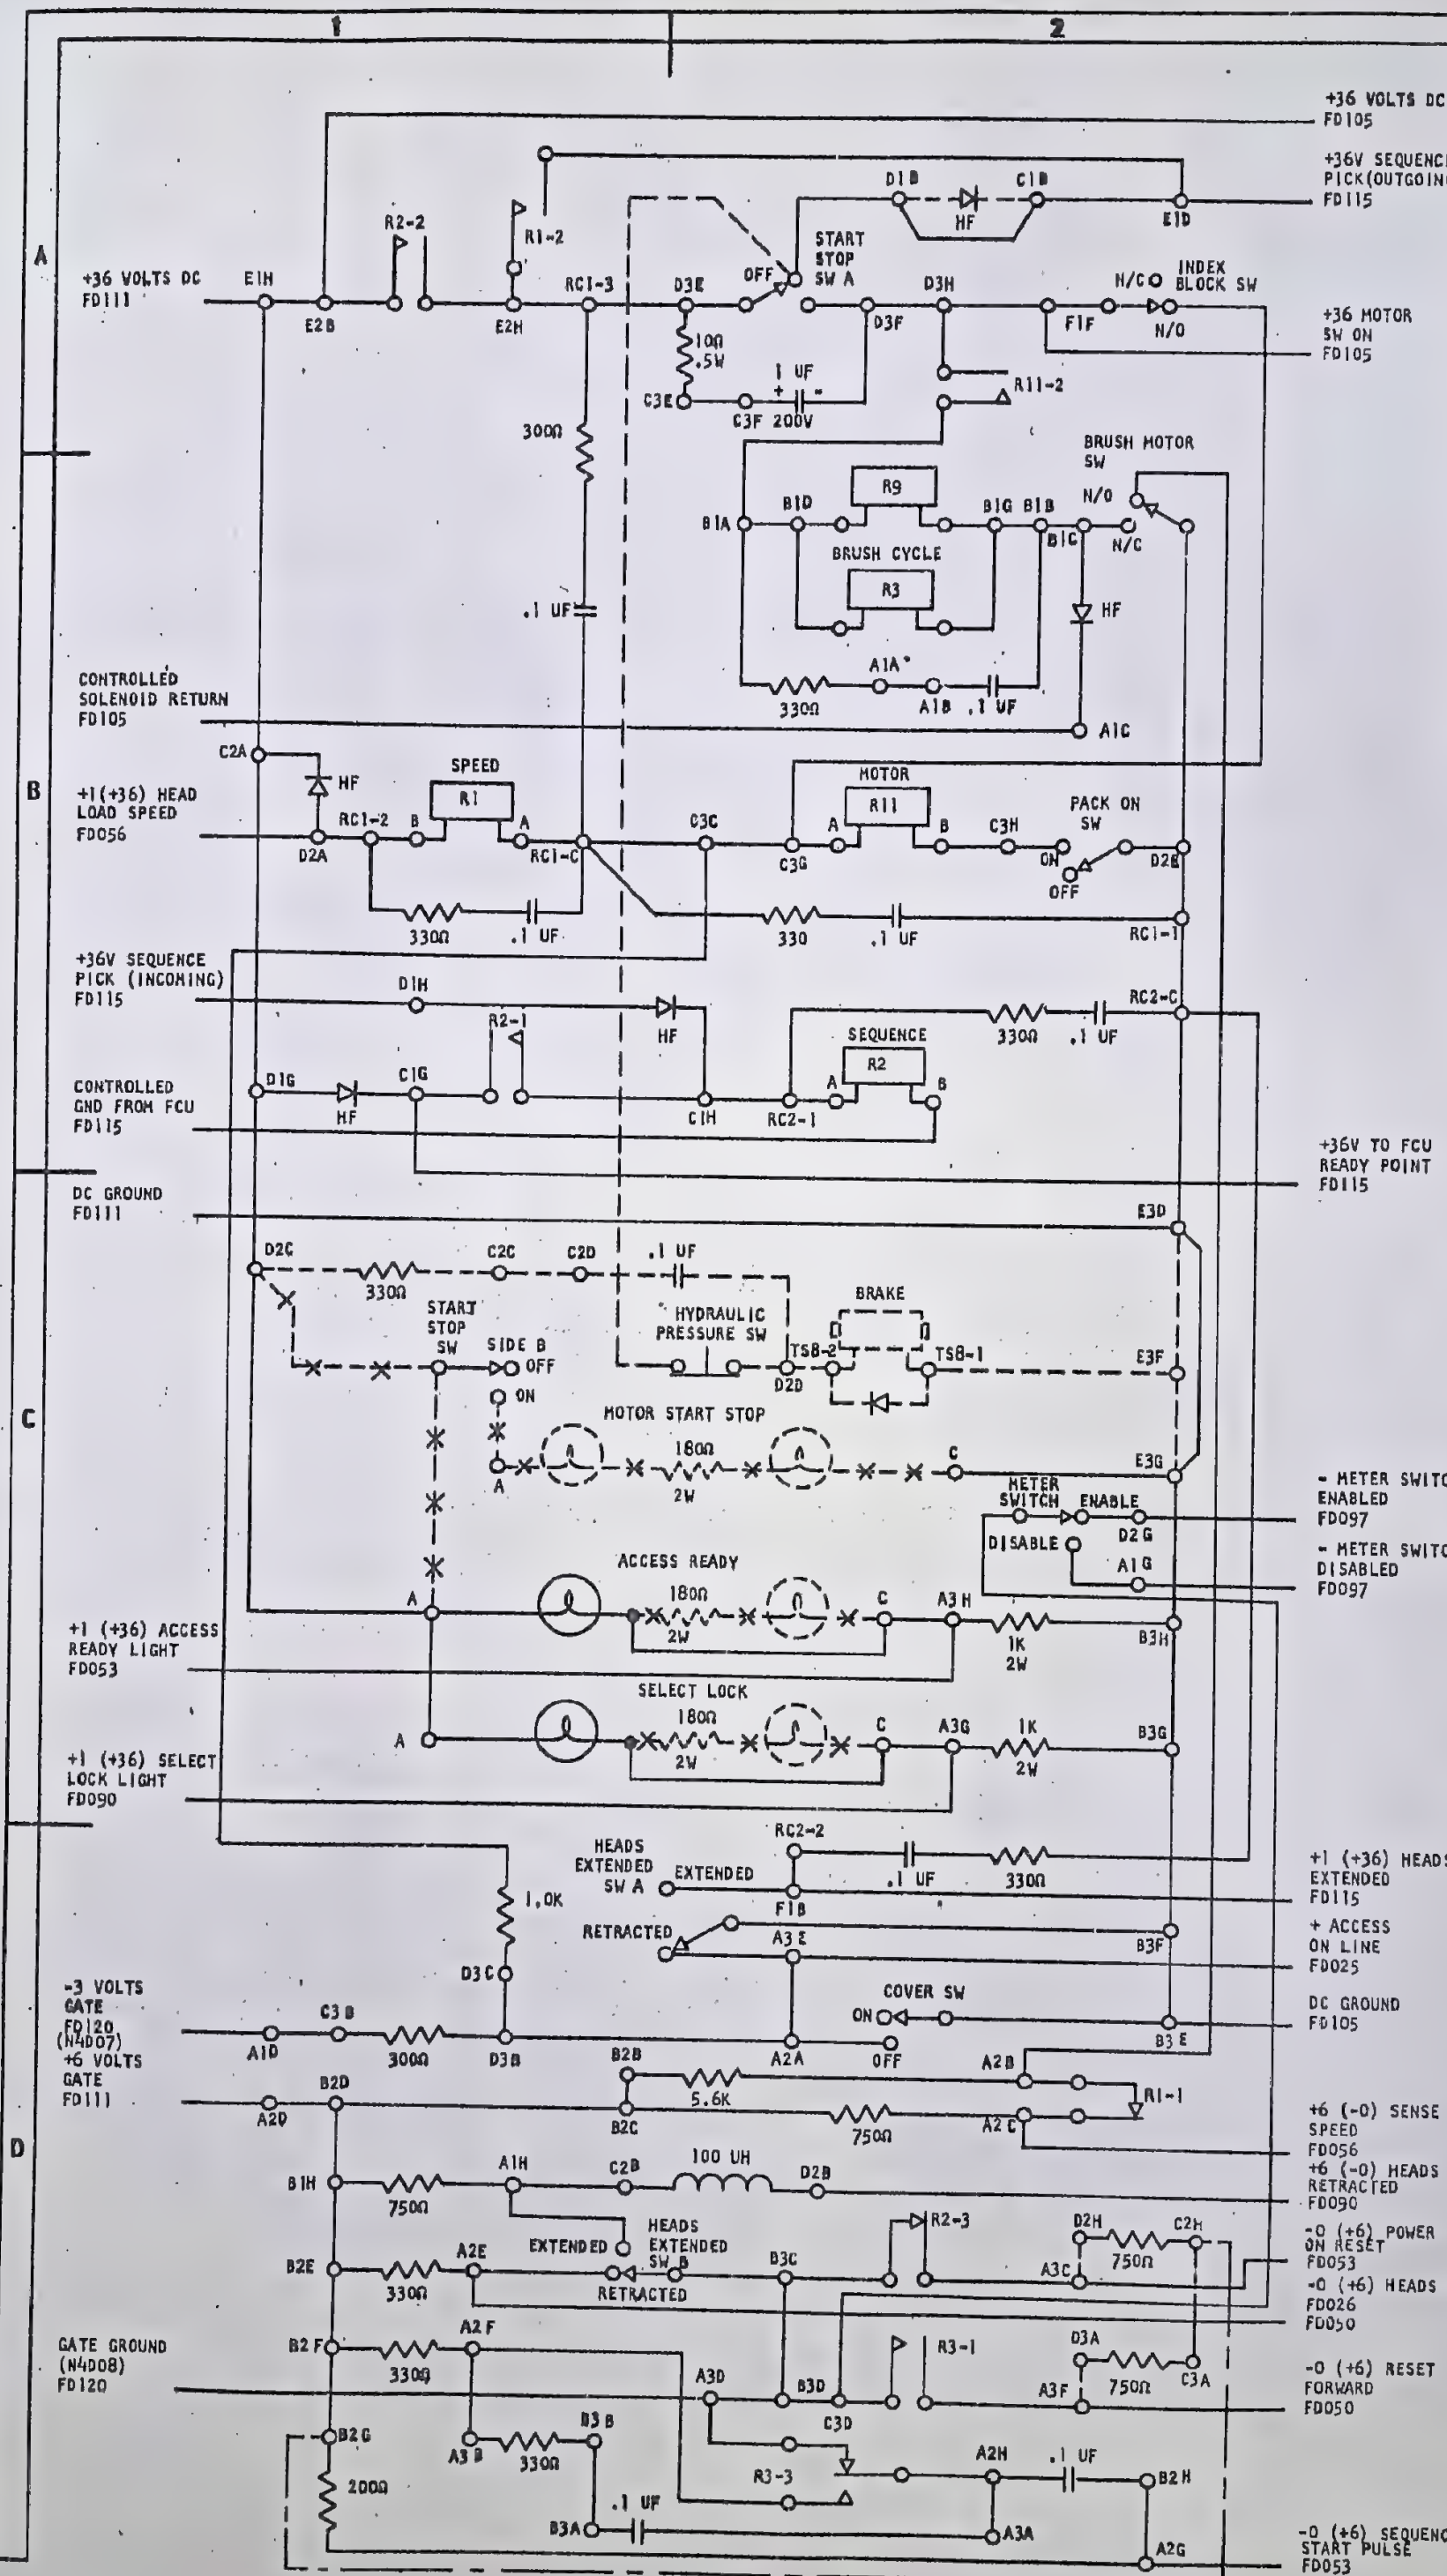 1
2
+36 VOLTS DC
FD105
+36V SEQUENC
PICK(OUTGOIN
FD115
D1B
C1B
HF
E1D
R2-2
R1-2
START
STOP
SW A
OFF
A
+36 VOLTS DC
FD111
E1H
E2B
E2H
RC1-3
D3E
D3F
D3H
F1F
N/C
INDEX
BLOCK SW
N/O
+36 MOTOR
SW ON
FD105
10Ω
.5W
1 UF
+
-
C3E
C3F
200V
R11-2
300Ω
BRUSH MOTOR
SW
N/O
R9
B1A
B1D
B1G
B1B
B1C
N/C
BRUSH CYCLE
R3
HF
.1 UF
A1A
330Ω
A1B
.1 UF
CONTROLLED
SOLENOID RETURN
FD105
A1C
C2A
HF
SPEED
R1
MOTOR
R11
B
+1(+36) HEAD
LOAD SPEED
FD056
D2A
RC1-2
B
A
RC1-C
C3C
C3G
A
B
C3H
PACK ON
SW
ON
OFF
330Ω
.1 UF
330
.1 UF
RC1-1
+36V SEQUENCE
PICK (INCOMING)
FD115
D1H
HF
R2-1
RC2-C
330Ω
.1 UF
SEQUENCE
R2
CONTROLLED
GND FROM FCU
FD115
D1G
HF
C1G
C1H
RC2-1
A
B
+36V TO FCU
READY POINT
FD115
DC GROUND
FD111
E3D
D2C
330Ω
C2C
C2D
.1 UF
START
STOP
SW
SIDE B
OFF
ON
HYDRAULIC
PRESSURE SW
BRAKE
TSB-2
D2D
TSB-1
E3F
C
MOTOR START STOP
180Ω
2W
A
C
E3G
METER
SWITCH
ENABLE
DISABLE
D2G
A1G
- METER SWITC
ENABLED
FD097
- METER SWITC
DISABLED
FD097
ACCESS READY
A
180Ω
2W
C
A3H
1K
2W
B3H
+1 (+36) ACCESS
READY LIGHT
FD053
SELECT LOCK
A
180Ω
2W
C
A3G
1K
2W
B3G
+1 (+36) SELECT
LOCK LIGHT
FD090
HEADS
EXTENDED
SW A
EXTENDED
RC2-2
.1 UF
330Ω
F1B
+1 (+36) HEADS
EXTENDED
FD115
1.0K
RETRACTED
A3E
B3F
+ ACCESS
ON LINE
FD025
D3C
COVER SW
ON
OFF
B3E
DC GROUND
FD105
-3 VOLTS
GATE
FD120
(N4D07)
A1D
C3B
300Ω
D3B
A2A
+6 VOLTS
GATE
FD111
A2D
B2D
B2B
5.6K
A2B
R1-1
B2C
750Ω
A2C
+6 (-0) SENSE
SPEED
FD056
D
B1H
750Ω
A1H
C2B
100 UH
D2B
+6 (-0) HEADS
RETRACTED
FD090
EXTENDED
HEADS
EXTENDED
SW B
RETRACTED
B2E
330Ω
A2E
B3C
R2-3
A3C
D2H
750Ω
C2H
-0 (+6) POWER
ON RESET
FD053
-0 (+6) HEADS
FD026
FD050
B2F
330Ω
A2F
GATE GROUND
(N4D08)
FD120
A3D
B3D
C3D
R3-1
A3F
D3A
750Ω
C3A
-0 (+6) RESET
FORWARD
FD050
B2G
200Ω
A3B
330Ω
B3B
R3-3
A2H
.1 UF
B2H
B3A
.1 UF
A3A
A2G
-0 (+6) SEQUENC
START PULSE
FD053